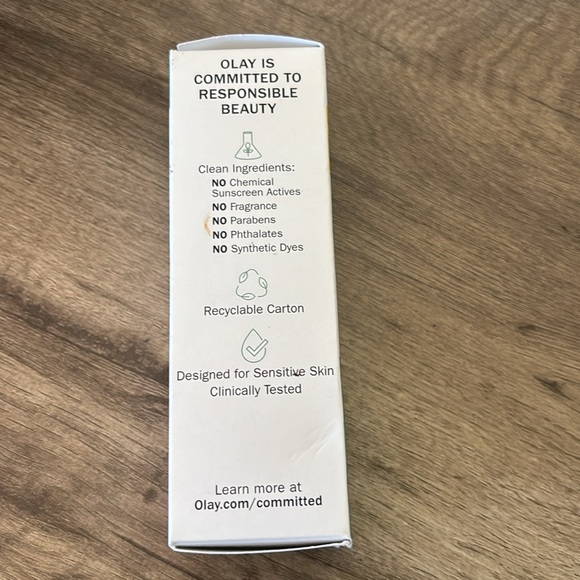 OLAY IS
COMMITTED TO
RESPONSIBLE
BEAUTY
Clean Ingredients:
NO Chemical
Sunscreen Actives
NO Fragrance
NO Parabens
NO Phthalates
NO Synthetic Dyes
Recyclable Carton
Designed for Sensitive Skin
Clinically Tested
Learn more at
Olay.com/committed